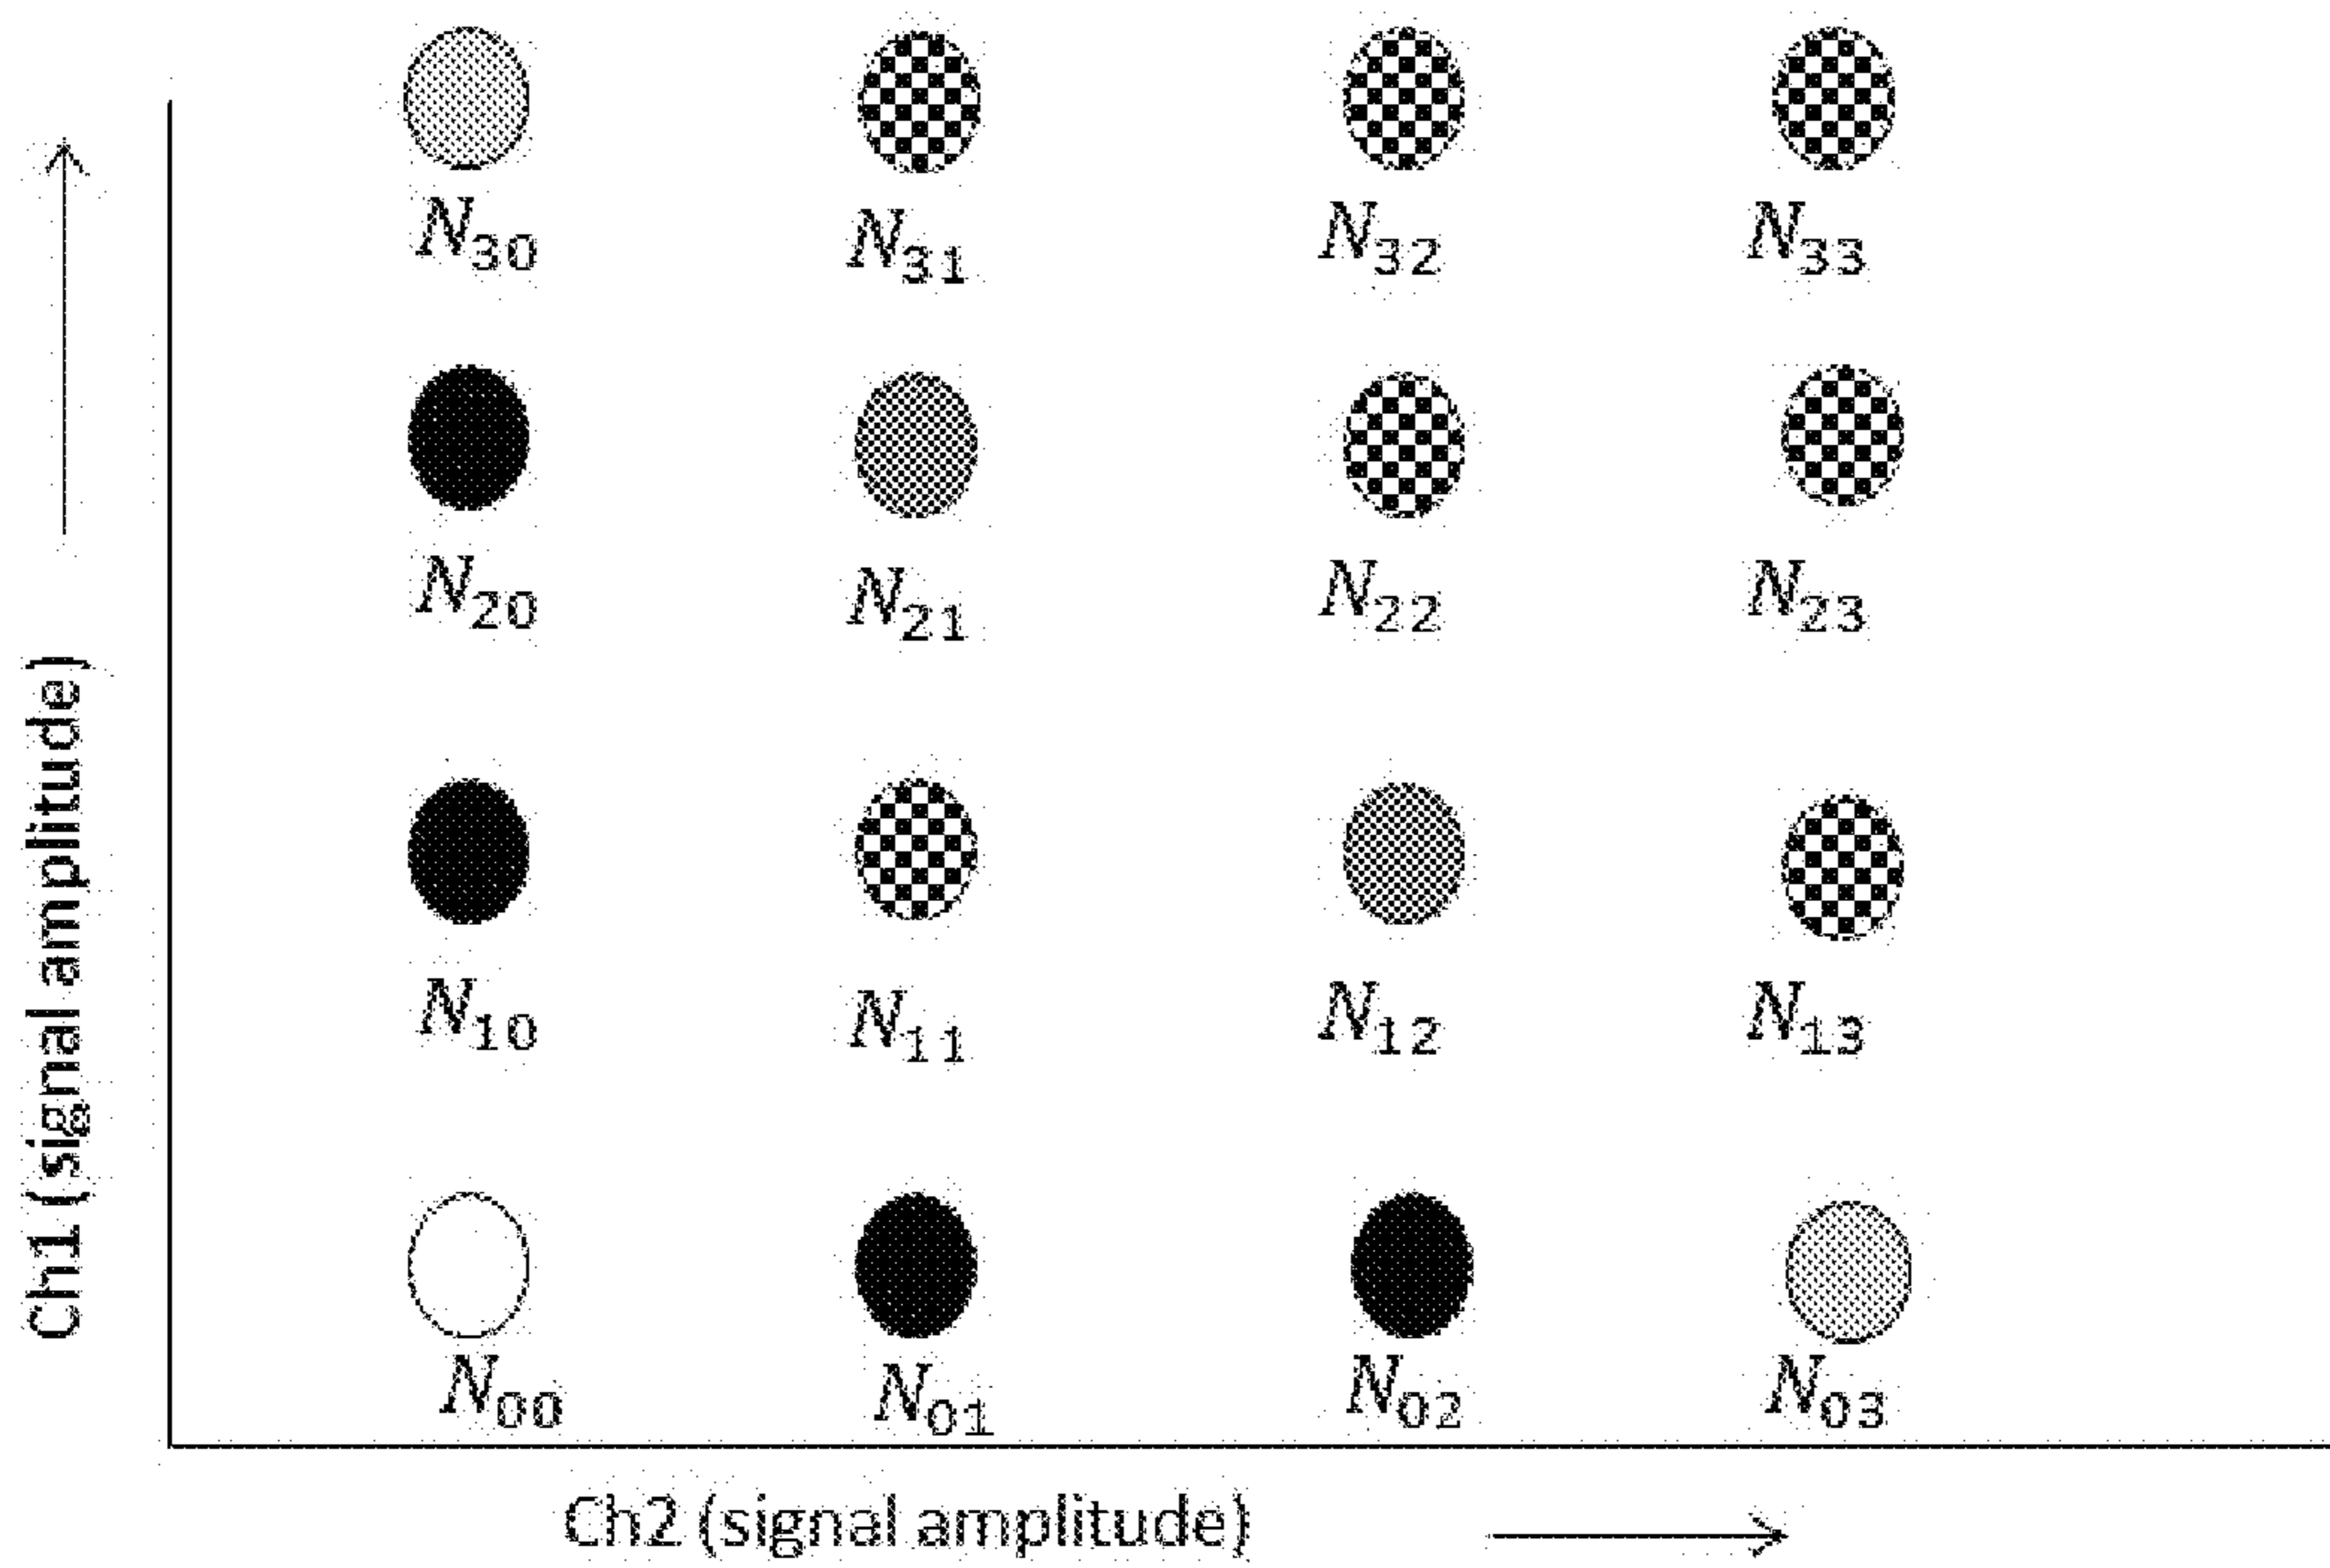 N30 N31 N32 N33
N20 N21 N22 N23
N10 N11 N12 N13
N00 N01 N02 N03
Ch1 (signal amplitude)
Ch2 (signal amplitude)